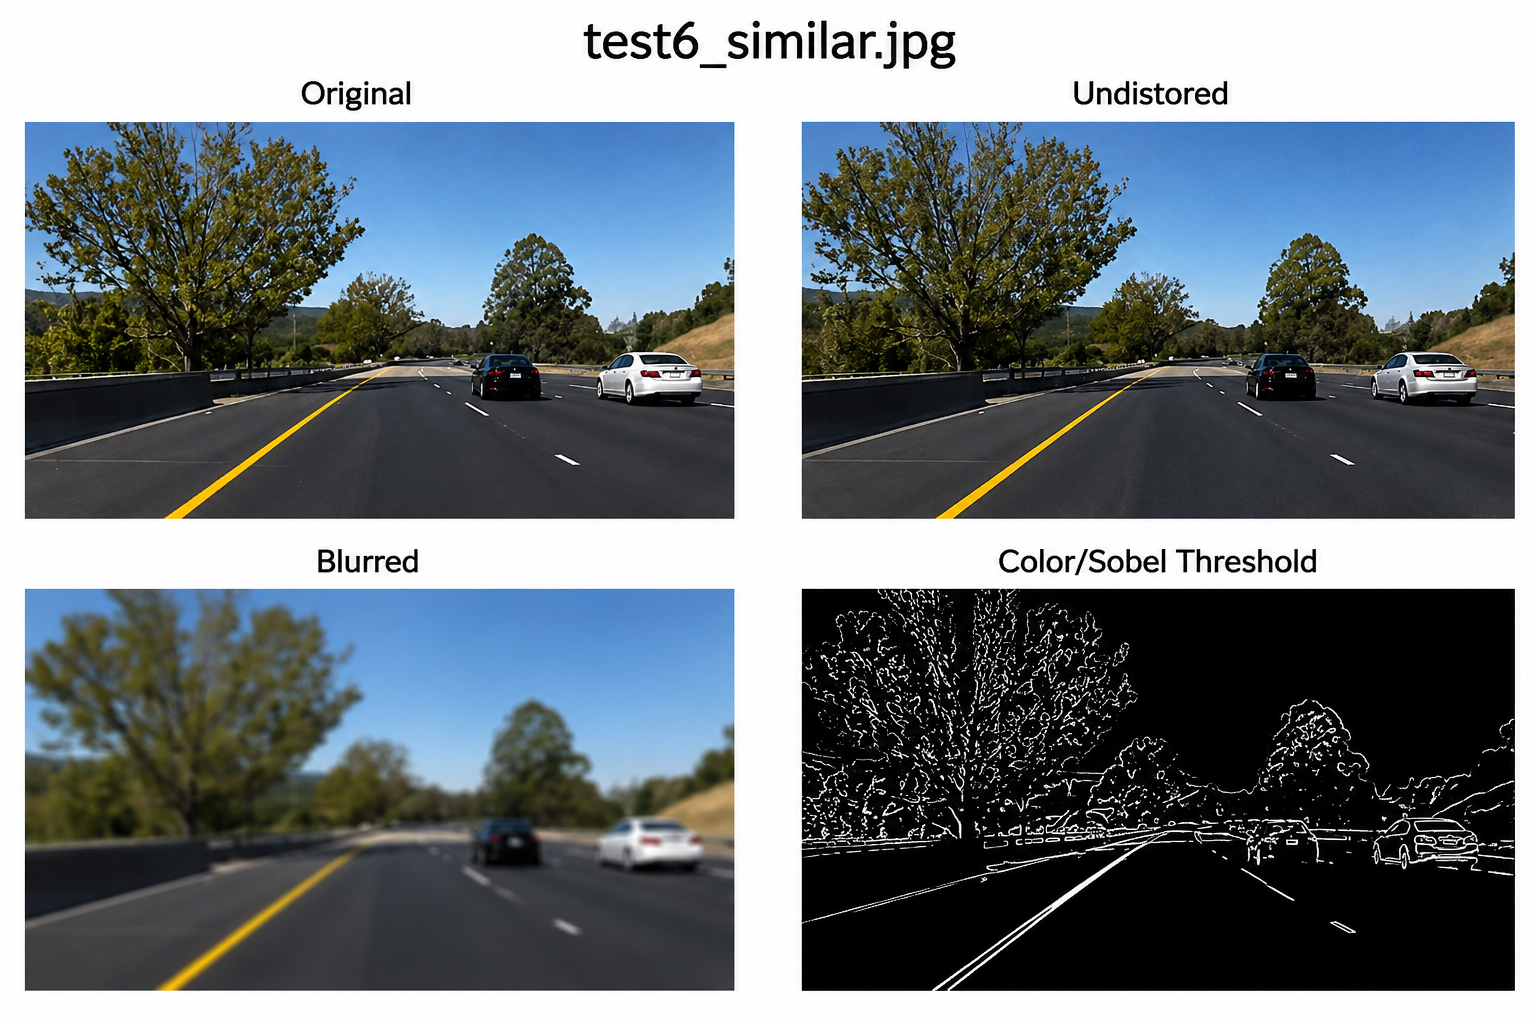 test6_similar.jpg
Original
Undistored
Blurred
Color/Sobel Threshold